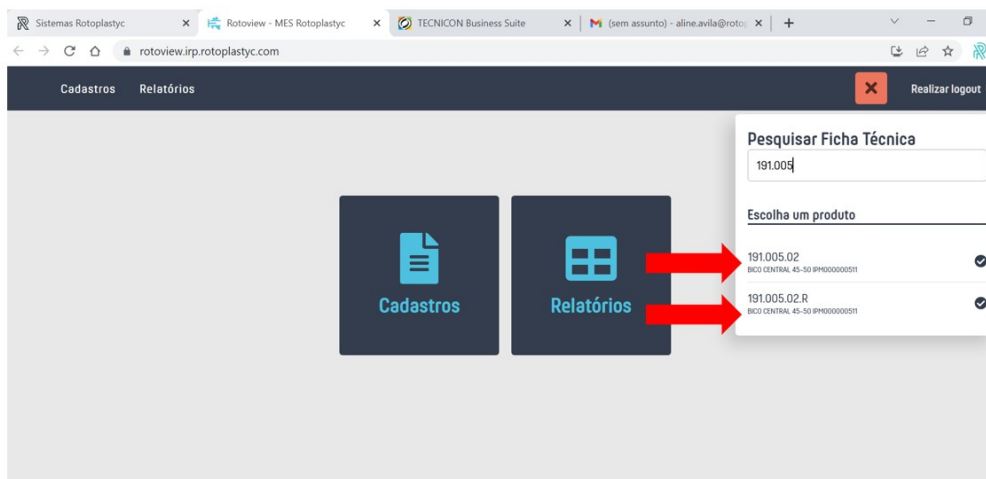 Sistemas Rotoplastyc
Rotoview - MES Rotoplastyc
TECNICON Business Suite
(sem assunto) - aline.avila@roto
rotoview.irp.rotoplastyc.com
Cadastros Relatórios
Realizar logout
Pesquisar Ficha Técnica
191.005
Escolha um produto
191.005.02
BICO CENTRAL 45-50 IPM000000511
191.005.02.R
BICO CENTRAL 45-50 IPM000000511
Cadastros
Relatórios